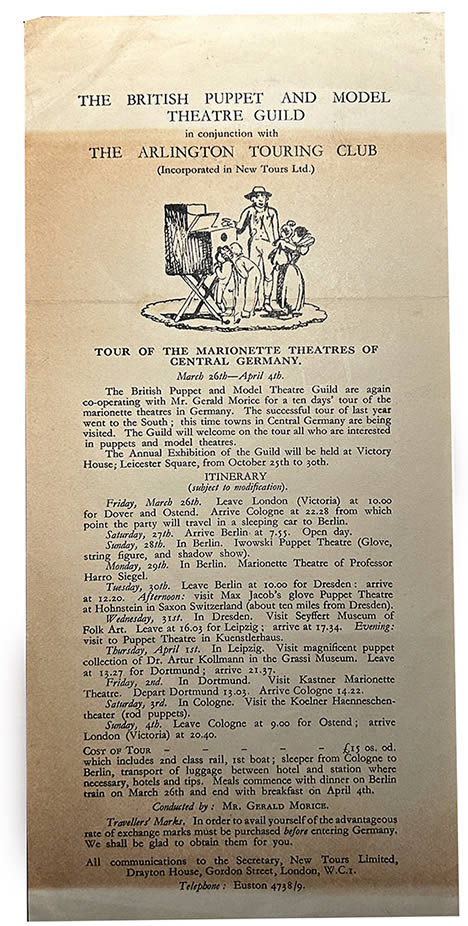 THE BRITISH PUPPET AND MODEL
THEATRE GUILD
in conjunction with
THE ARLINGTON TOURING CLUB
(Incorporated in New Tours Ltd.)
TOUR OF THE MARIONETTE THEATRES OF
CENTRAL GERMANY.
March 26th—April 4th.
The British Puppet and Model Theatre Guild are again
co-operating with Mr. Gerald Morice for a ten days' tour of the
marionette theatres in Germany. The successful tour of last year
went to the South; this time towns in Central Germany are being
visited. The Guild will welcome on the tour all who are interested
in puppets and model theatres.
The Annual Exhibition of the Guild will be held at Victory
House; Leicester Square, from October 25th to 30th.
ITINERARY
(subject to modification).
Friday, March 26th. Leave London (Victoria) at 10.00
for Dover and Ostend. Arrive Cologne at 22.28 from which
point the party will travel in a sleeping car to Berlin.
Saturday, 27th. Arrive Berlin at 7.55. Open day.
Sunday, 28th. In Berlin. Iwowski Puppet Theatre (Glove,
string figure, and shadow show).
Monday, 29th. In Berlin. Marionette Theatre of Professor
Harro Siegel.
Tuesday, 30th. Leave Berlin at 10.00 for Dresden: arrive
at 12.20. Afternoon: visit Max Jacob's glove Puppet Theatre
at Hohnstein in Saxon Switzerland (about ten miles from Dresden).
Wednesday, 31st. In Dresden. Visit Seyffert Museum of
Folk Art. Leave at 16.03 for Leipzig; arrive at 17.34. Evening:
visit to Puppet Theatre in Kuenstlerhaus.
Thursday, April 1st. In Leipzig. Visit magnificent puppet
collection of Dr. Artur Kollmann in the Grassi Museum. Leave
at 13.27 for Dortmund; arrive 21.37.
Friday, 2nd. In Dortmund. Visit Kastner Marionette
Theatre. Depart Dortmund 13.03. Arrive Cologne 14.22.
Saturday, 3rd. In Cologne. Visit the Koelner Haenneschen-
theater (rod puppets).
Sunday, 4th. Leave Cologne at 9.00 for Ostend; arrive
London (Victoria) at 20.40.
COST OF TOUR - - - - - - £15 0s. 0d.
which includes 2nd class rail, 1st boat; sleeper from Cologne to
Berlin, transport of luggage between hotel and station where
necessary, hotels and tips. Meals commence with dinner on Berlin
train on March 26th and end with breakfast on April 4th.
Conducted by: MR. GERALD MORICE.
Travellers' Marks. In order to avail yourself of the advantageous
rate of exchange marks must be purchased before entering Germany.
We shall be glad to obtain them for you.
All communications to the Secretary, New Tours Limited,
Drayton House, Gordon Street, London, W.C.1.
Telephone: Euston 4738/9.